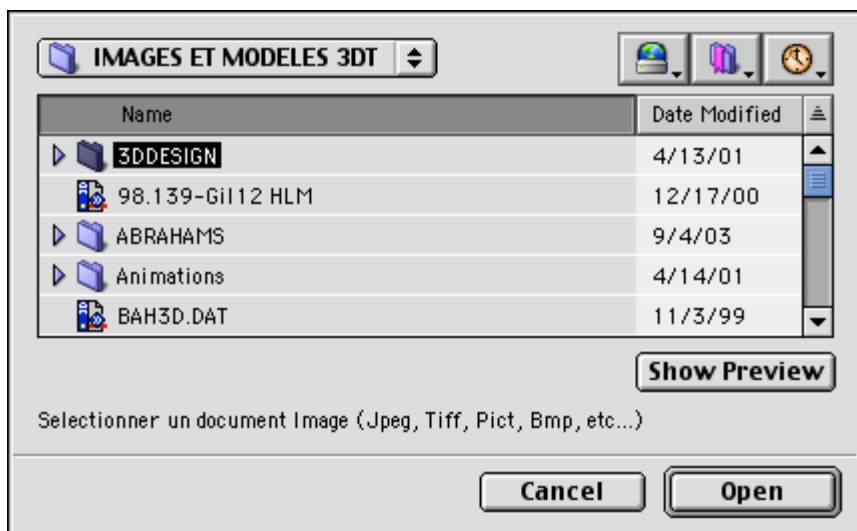 IMAGES ET MODELES 3DT
Name Date Modified
3DDESIGN 4/13/01
98.139-Gil12 HLM 12/17/00
ABRAHAMS 9/4/03
Animations 4/14/01
BAH3D.DAT 11/3/99
Show Preview
Selectionner un document Image (Jpeg, Tiff, Pict, Bmp, etc...)
Cancel Open